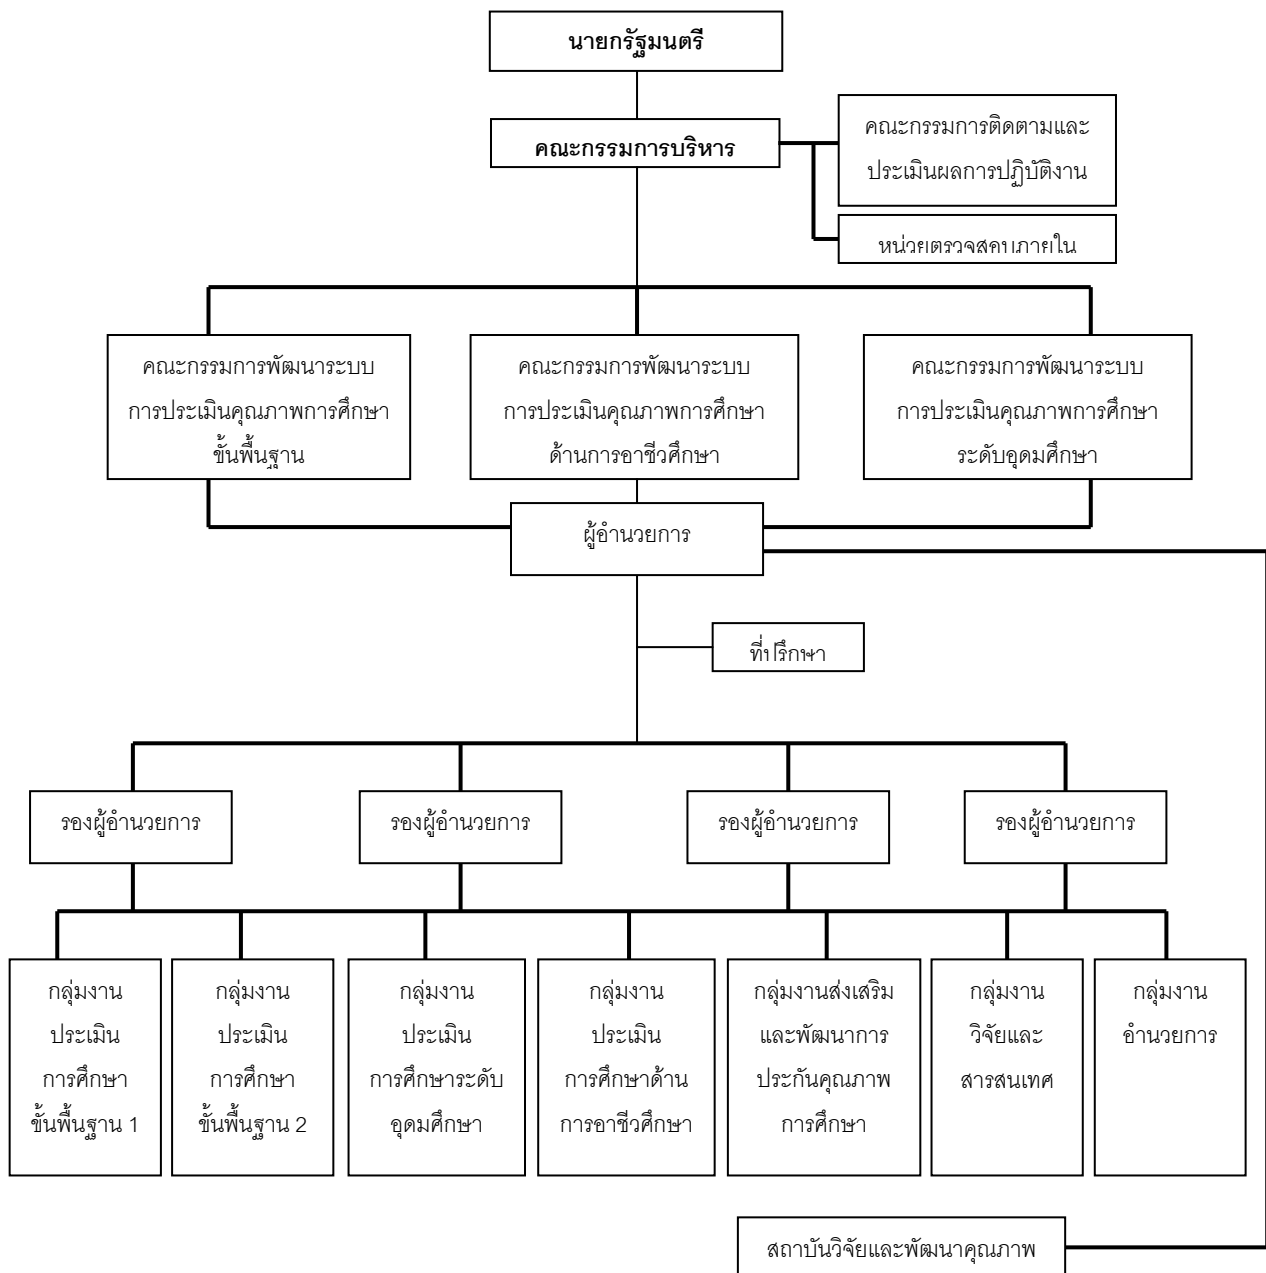 นายกรัฐมนตรี
คณะกรรมการบริหาร
คณะกรรมการติดตามและ
ประเมินผลการปฏิบัติงาน
หน่วยตรวจสอบภายใน
คณะกรรมการพัฒนาระบบ
การประเมินคุณภาพการศึกษา
ขั้นพื้นฐาน
คณะกรรมการพัฒนาระบบ
การประเมินคุณภาพการศึกษา
ด้านการอาชีวศึกษา
คณะกรรมการพัฒนาระบบ
การประเมินคุณภาพการศึกษา
ระดับอุดมศึกษา
ผู้อำนวยการ
ที่ปรึกษา
รองผู้อำนวยการ
รองผู้อำนวยการ
รองผู้อำนวยการ
รองผู้อำนวยการ
กลุ่มงาน
ประเมิน
การศึกษา
ขั้นพื้นฐาน 1
กลุ่มงาน
ประเมิน
การศึกษา
ขั้นพื้นฐาน 2
กลุ่มงาน
ประเมิน
การศึกษาระดับ
อุดมศึกษา
กลุ่มงาน
ประเมิน
การศึกษาด้าน
การอาชีวศึกษา
กลุ่มงานส่งเสริม
และพัฒนาการ
ประกันคุณภาพ
การศึกษา
กลุ่มงาน
วิจัยและ
สารสนเทศ
กลุ่มงาน
อำนวยการ
สถาบันวิจัยและพัฒนาคุณภาพ